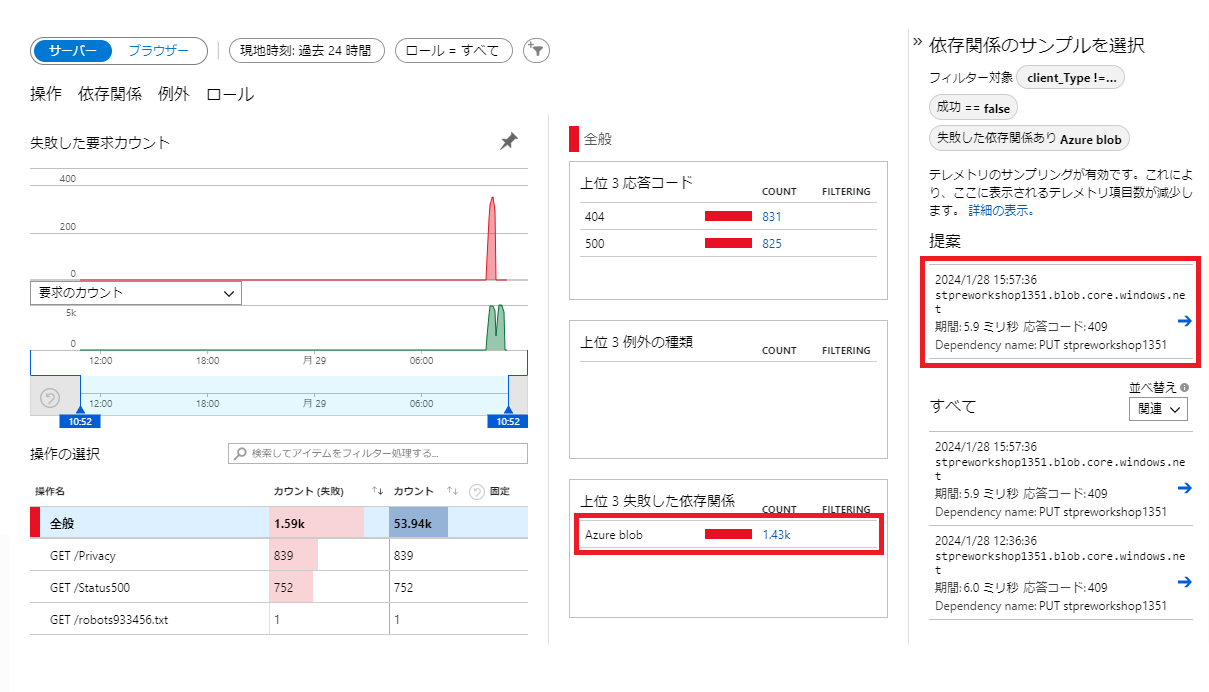 サーバー ブラウザー 現地時刻: 過去 24 時間 ロール = すべて
操作 依存関係 例外 ロール
失敗した要求カウント
400
200
0
要求のカウント
5k
0
12:00 18:00 月 29 06:00
12:00 18:00 月 29 06:00
10:52 10:52
操作の選択 検索してアイテムをフィルター処理する...
操作名 カウント (失敗) ↑↓ カウント ↑↓ 固定
全般 1.59k 53.94k
GET /Privacy 839 839
GET /Status500 752 752
GET /robots933456.txt 1 1
全般
上位 3 応答コード COUNT FILTERING
404 831
500 825
上位 3 例外の種類 COUNT FILTERING
上位 3 失敗した依存関係 COUNT FILTERING
Azure blob 1.43k
» 依存関係のサンプルを選択
フィルター対象 client_Type !=...
成功 == false
失敗した依存関係あり Azure blob
テレメトリのサンプリングが有効です。これによ
り、ここに表示されるテレメトリ項目数が減少し
ます。 詳細の表示。
提案
2024/1/28 15:57:36
stpreworkshop1351.blob.core.windows.ne
t
期間: 5.9 ミリ秒 応答コード: 409
Dependency name: PUT stpreworkshop1351
並べ替え
すべて 関連
2024/1/28 15:57:36
stpreworkshop1351.blob.core.windows.ne
t
期間: 5.9 ミリ秒 応答コード: 409
Dependency name: PUT stpreworkshop1351
2024/1/28 12:36:36
stpreworkshop1351.blob.core.windows.ne
t
期間: 6.0 ミリ秒 応答コード: 409
Dependency name: PUT stpreworkshop1351